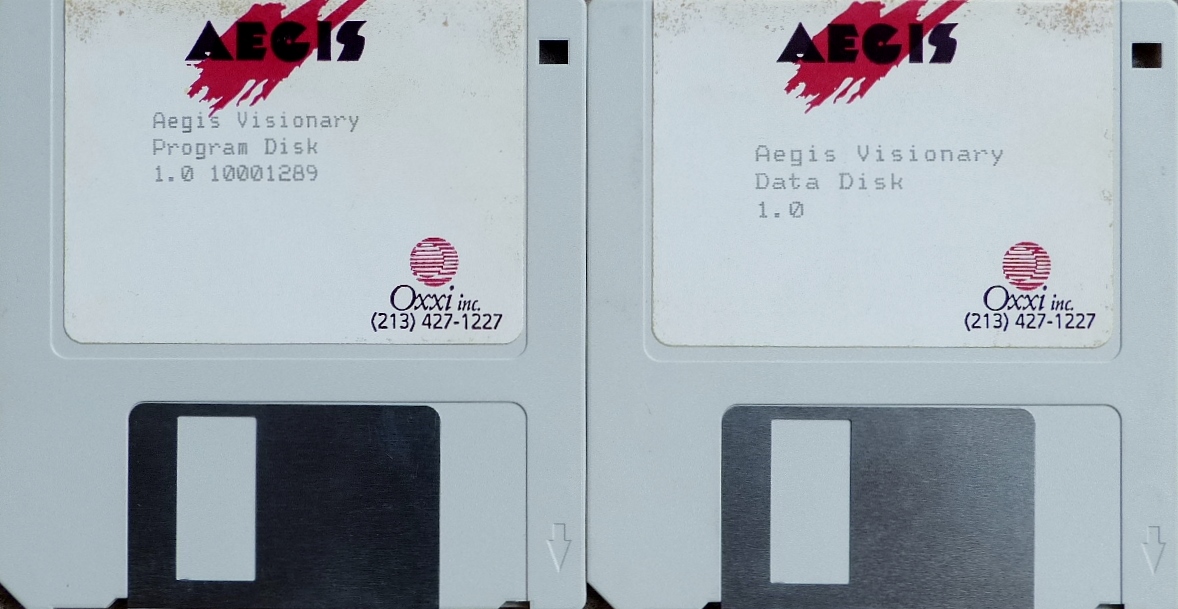 AEGIS
Aegis Visionary
Program Disk
1.0 10001289
Oxxi inc.
(213) 427-1227
AEGIS
Aegis Visionary
Data Disk
1.0
Oxxi inc.
(213) 427-1227